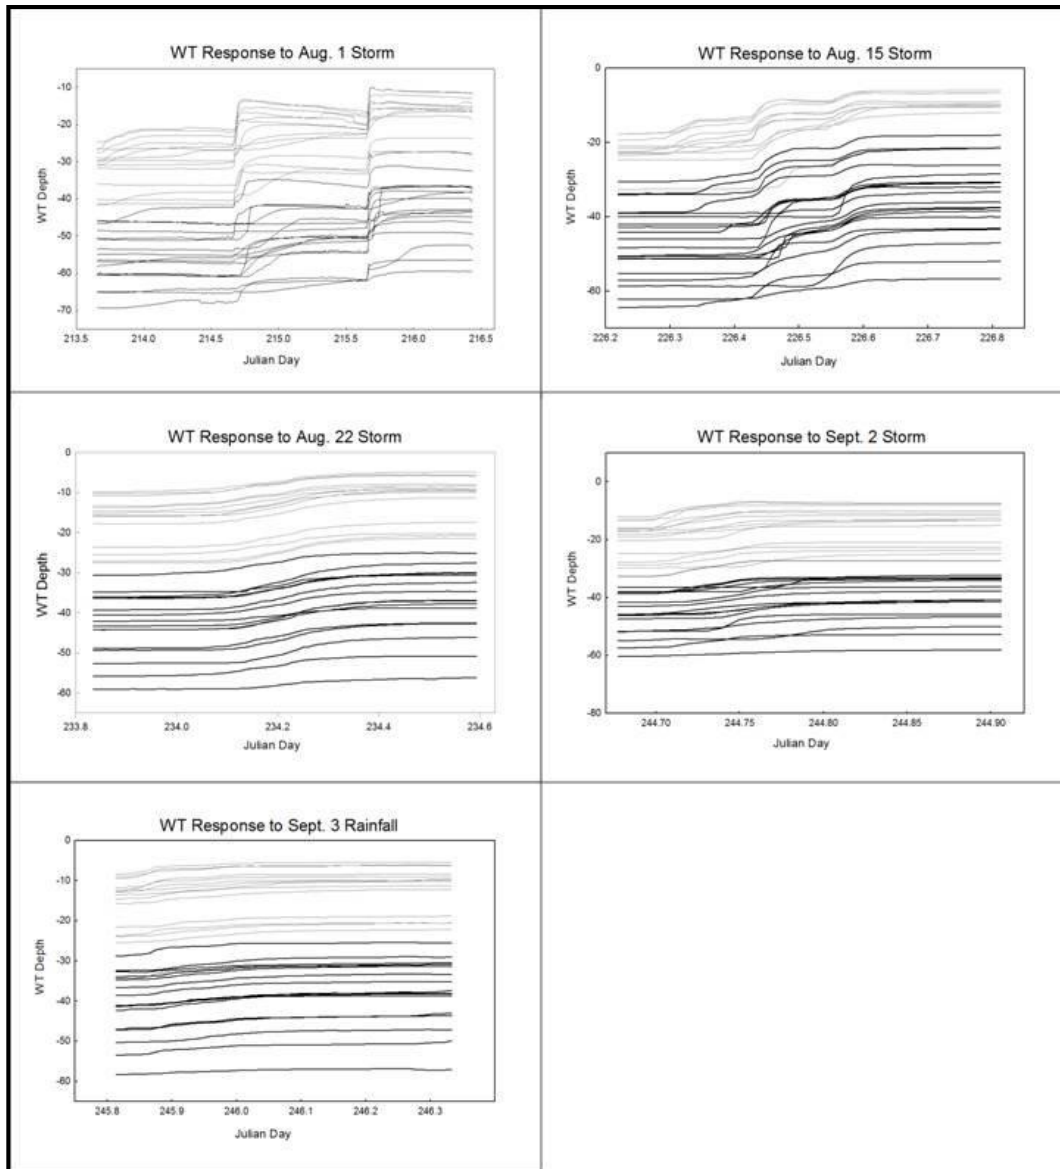 WT Response to Aug. 1 Storm
-10
-20
-30
-40
-50
-60
-70
WT Depth
213.5 214.0 214.5 215.0 215.5 216.0 216.5
Julian Day
WT Response to Aug. 15 Storm
0
-20
-40
-60
WT Depth
226.2 226.3 226.4 226.5 226.6 226.7 226.8
Julian Day
WT Response to Aug. 22 Storm
0
-10
-20
-30
-40
-50
-60
WT Depth
233.8 234.0 234.2 234.4 234.6
Julian Day
WT Response to Sept. 2 Storm
0
-20
-40
-60
-80
WT Depth
244.70 244.75 244.80 244.85 244.90
Julian Day
WT Response to Sept. 3 Rainfall
0
-10
-20
-30
-40
-50
-60
WT Depth
245.8 245.9 246.0 246.1 246.2 246.3
Julian Day